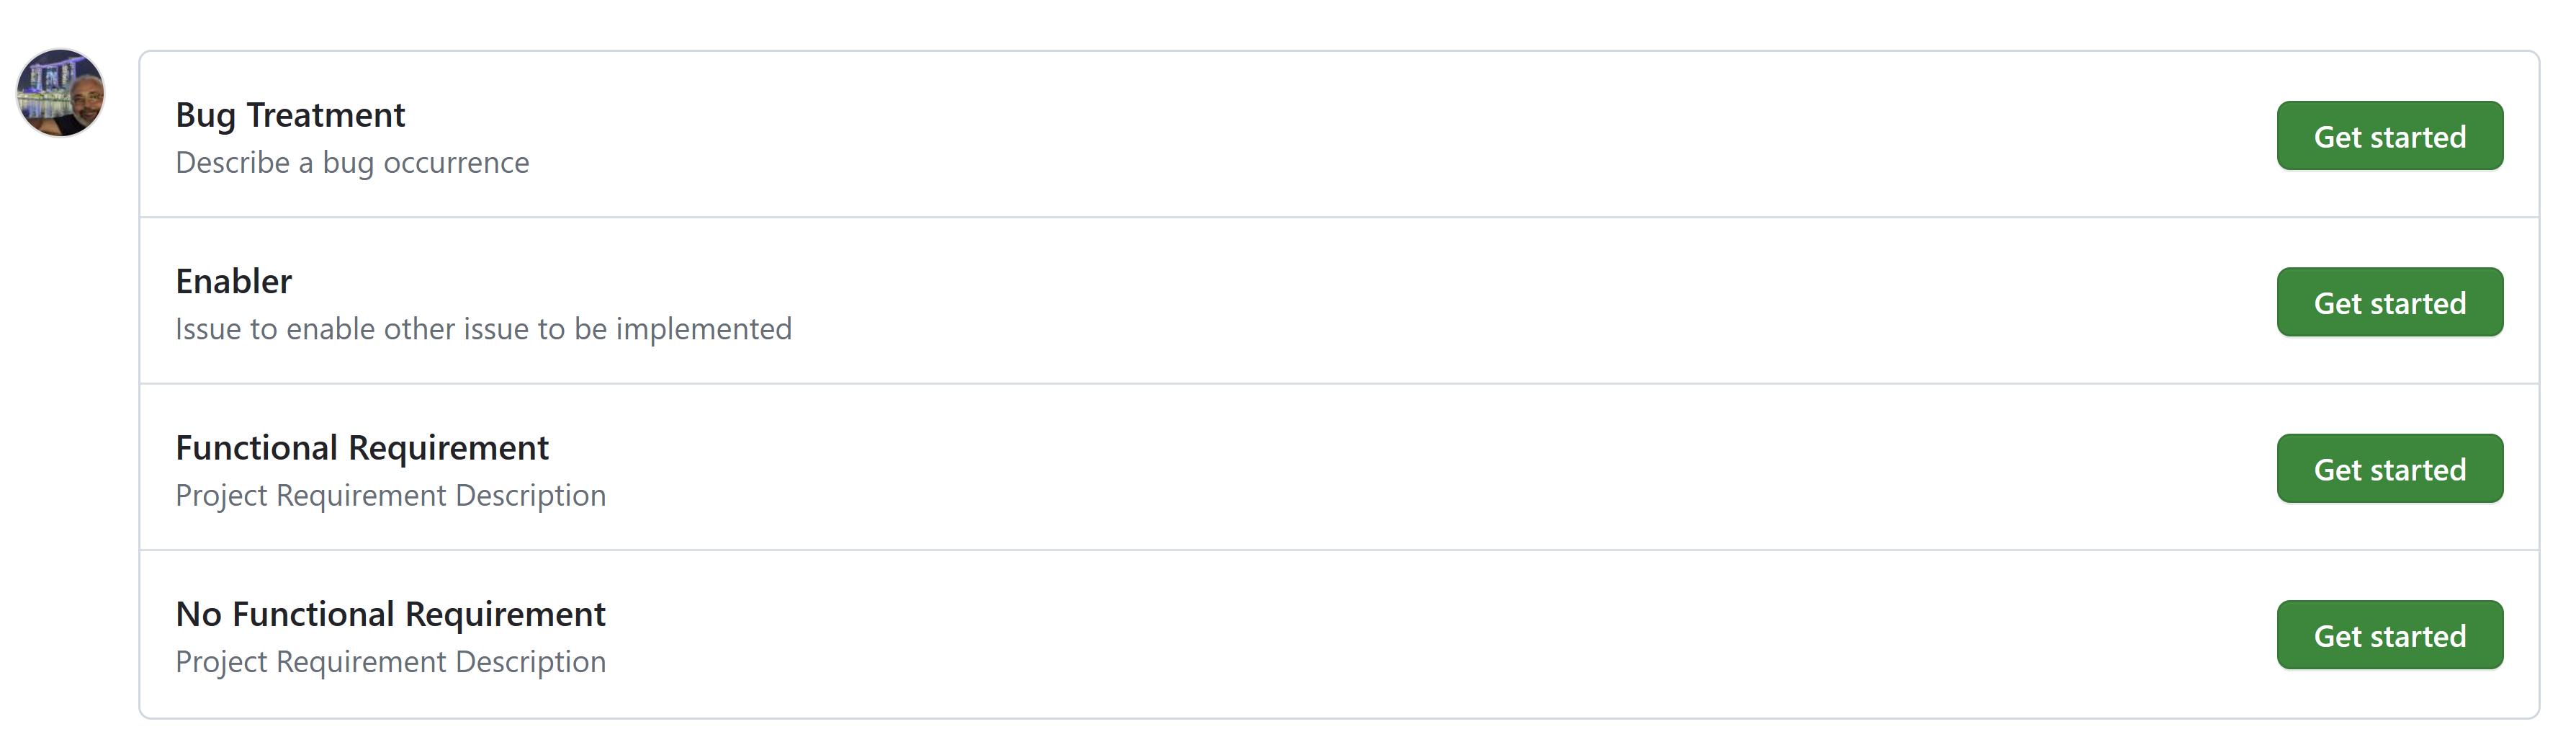 Bug Treatment
Describe a bug occurrence
Get started
Enabler
Issue to enable other issue to be implemented
Get started
Functional Requirement
Project Requirement Description
Get started
No Functional Requirement
Project Requirement Description
Get started